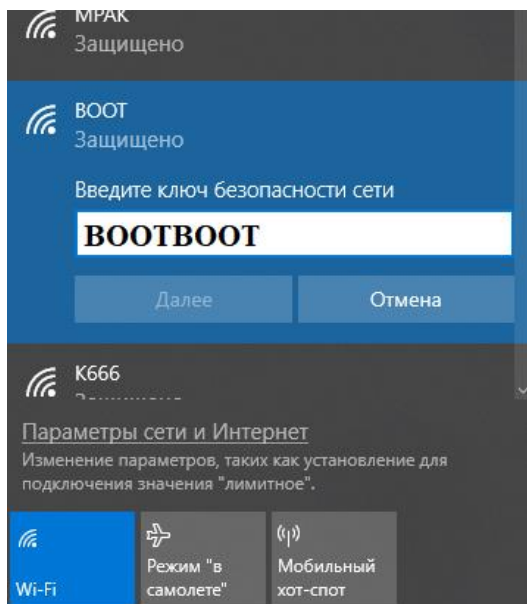 МРАК
Защищено
BOOT
Защищено
Введите ключ безопасности сети
BOOTBOOT
Далее
Отмена
K666
Параметры сети и Интернет
Изменение параметров, таких как установление для
подключения значения "лимитное".
Wi-Fi
Режим "в
самолете"
Мобильный
хот-спот